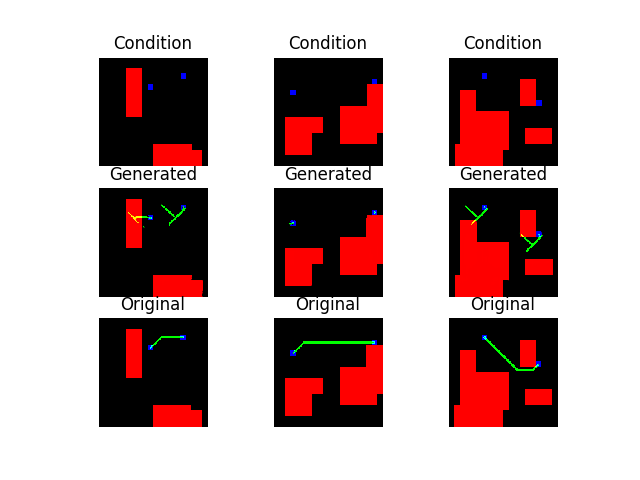 Condition Condition Condition
Generated Generated Generated
Original Original Original